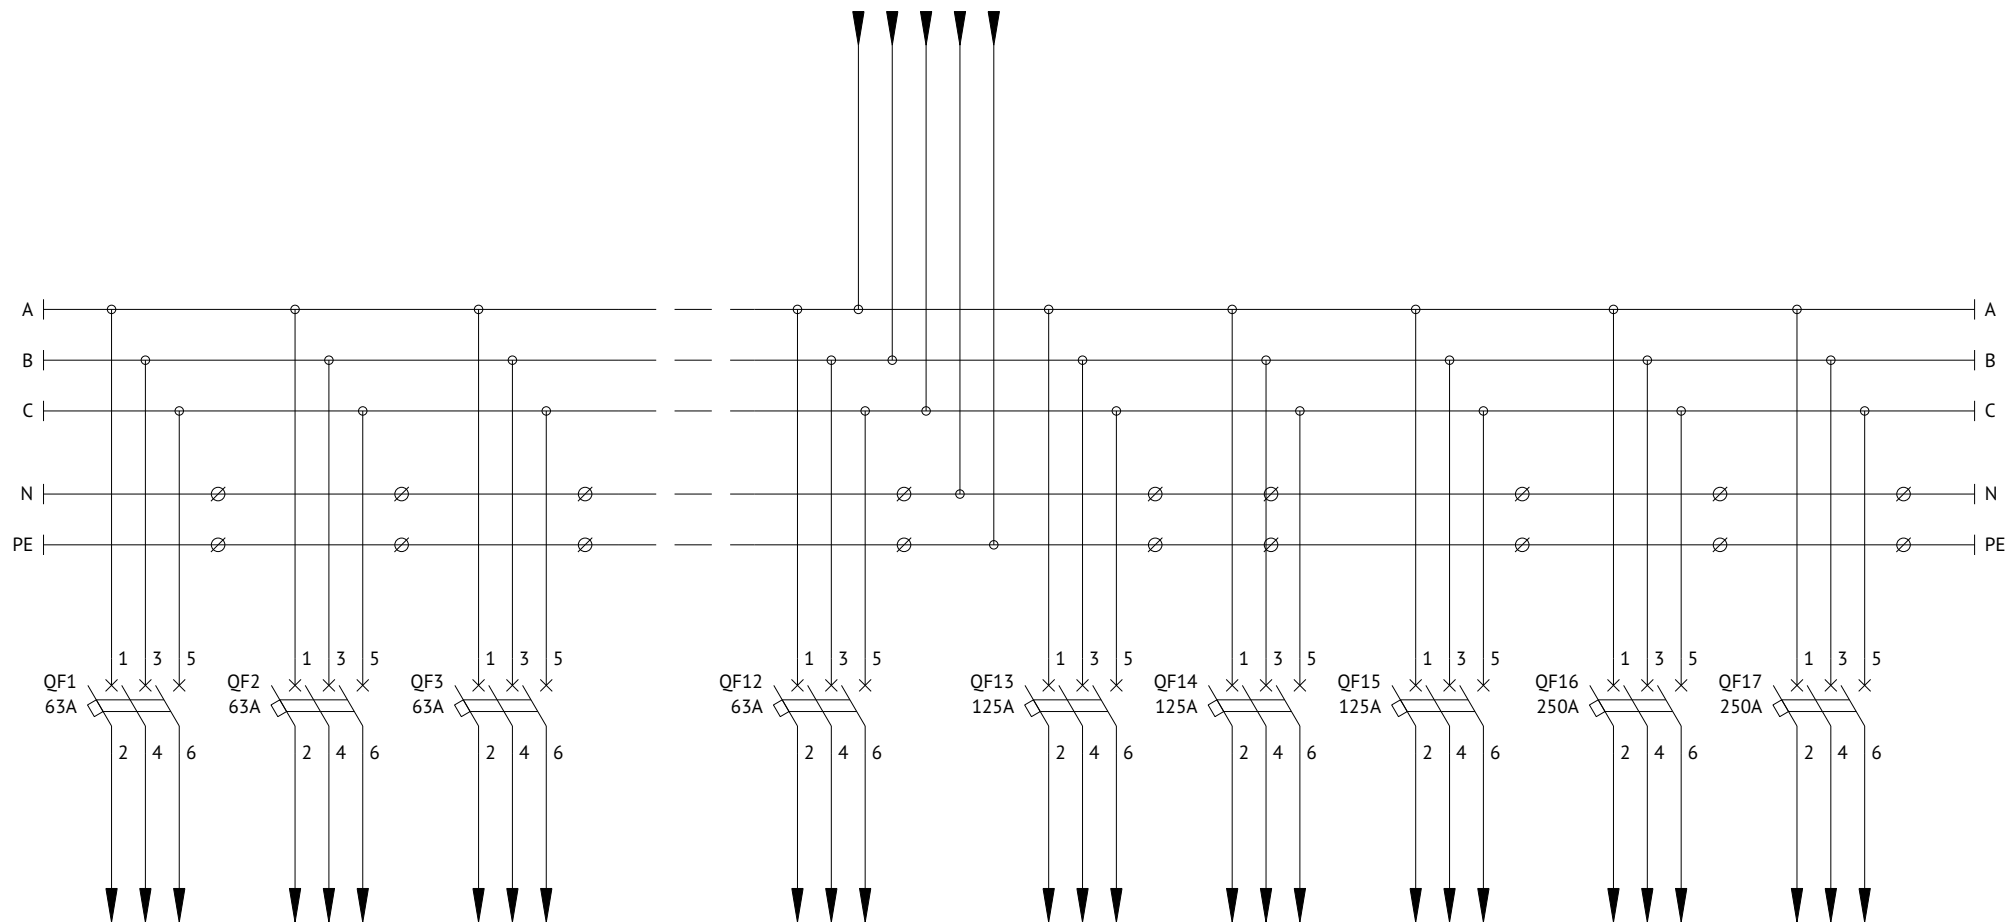 A A
B B
C C
N N
PE PE
1 3 5 1 3 5 1 3 5 1 3 5 1 3 5 1 3 5 1 3 5 1 3 5 1 3 5
QF1 QF2 QF3 QF12 QF13 QF14 QF15 QF16 QF17
63A 63A 63A 63A 125A 125A 125A 250A 250A
2 4 6 2 4 6 2 4 6 2 4 6 2 4 6 2 4 6 2 4 6 2 4 6 2 4 6